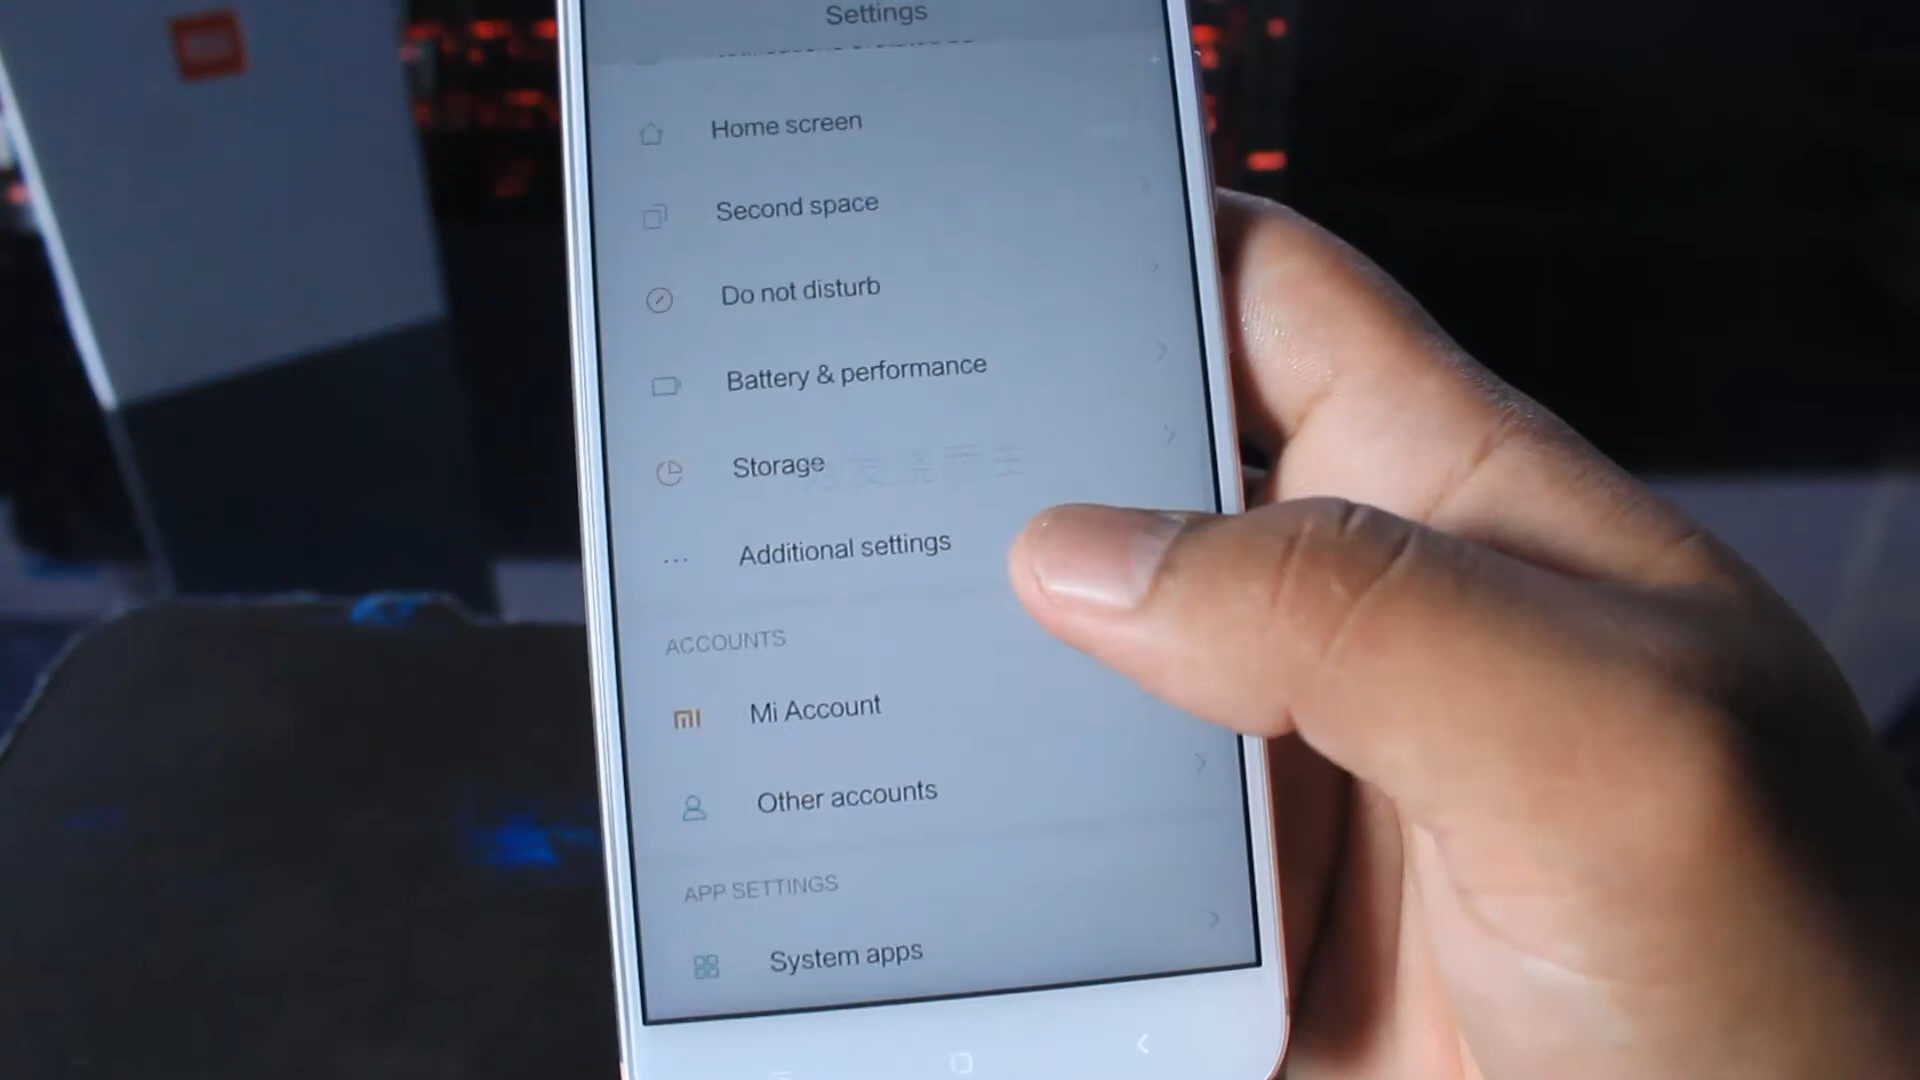 Settings
Home screen
Second space
Do not disturb
Battery & performance
Storage
Additional settings
ACCOUNTS
Mi Account
Other accounts
APP SETTINGS
System apps